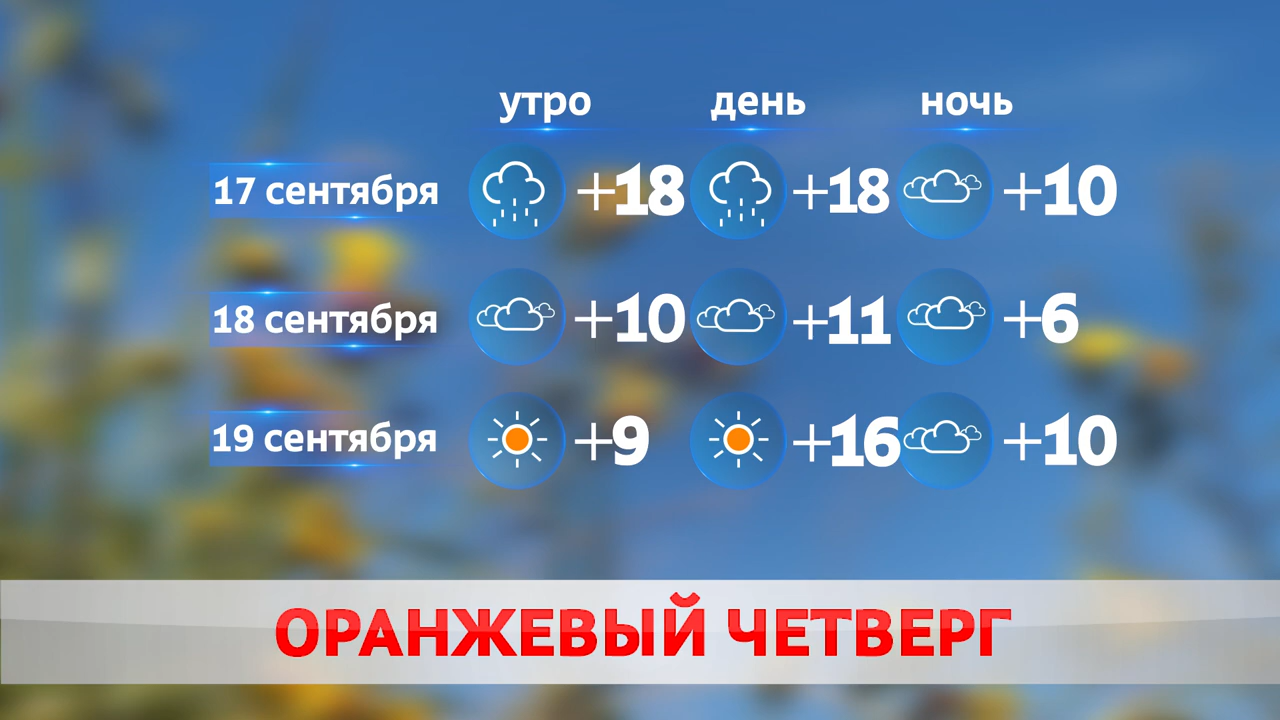 утро день ночь
17 сентября +18 +18 +10
18 сентября +10 +11 +6
19 сентября +9 +16 +10
ОРАНЖЕВЫЙ ЧЕТВЕРГ